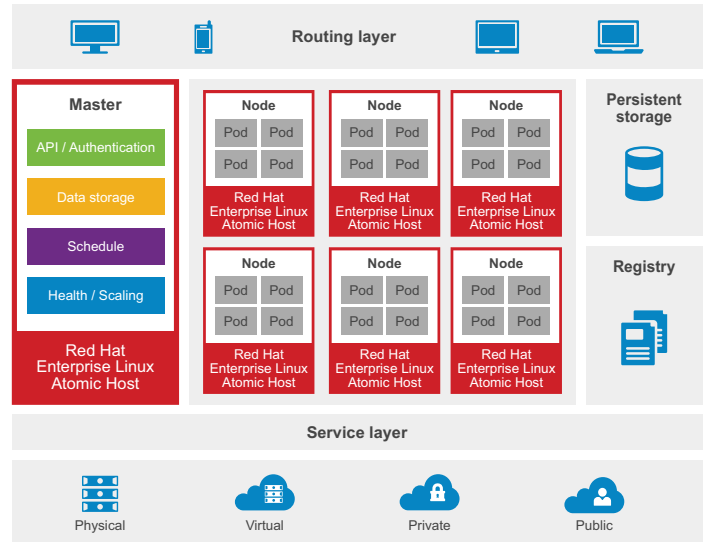 Routing layer
Master
API / Authentication
Data storage
Schedule
Health / Scaling
Red Hat
Enterprise Linux
Atomic Host
Node
Pod Pod
Pod Pod
Red Hat
Enterprise Linux
Atomic Host
Node
Pod Pod
Pod Pod
Red Hat
Enterprise Linux
Atomic Host
Node
Pod Pod
Pod Pod
Red Hat
Enterprise Linux
Atomic Host
Node
Pod Pod
Pod Pod
Red Hat
Enterprise Linux
Atomic Host
Node
Pod Pod
Pod Pod
Red Hat
Enterprise Linux
Atomic Host
Node
Pod Pod
Pod Pod
Red Hat
Enterprise Linux
Atomic Host
Persistent
storage
Registry
Service layer
Physical
Virtual
Private
Public